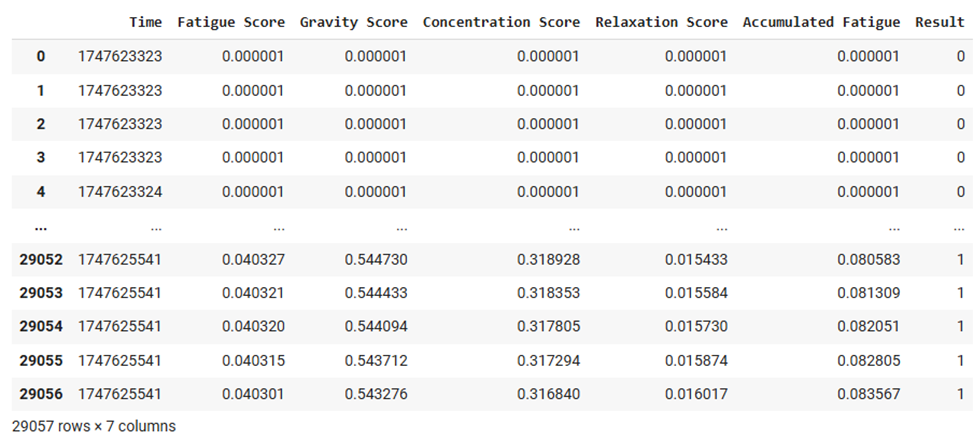 Time Fatigue Score Gravity Score Concentration Score Relaxation Score Accumulated Fatigue Result
0 1747623323 0.000001 0.000001 0.000001 0.000001 0.000001 0
1 1747623323 0.000001 0.000001 0.000001 0.000001 0.000001 0
2 1747623323 0.000001 0.000001 0.000001 0.000001 0.000001 0
3 1747623323 0.000001 0.000001 0.000001 0.000001 0.000001 0
4 1747623324 0.000001 0.000001 0.000001 0.000001 0.000001 0
... ... ... ... ... ... ... ...
29052 1747625541 0.040327 0.544730 0.318928 0.015433 0.080583 1
29053 1747625541 0.040321 0.544433 0.318353 0.015584 0.081309 1
29054 1747625541 0.040320 0.544094 0.317805 0.015730 0.082051 1
29055 1747625541 0.040315 0.543712 0.317294 0.015874 0.082805 1
29056 1747625541 0.040301 0.543276 0.316840 0.016017 0.083567 1
29057 rows × 7 columns